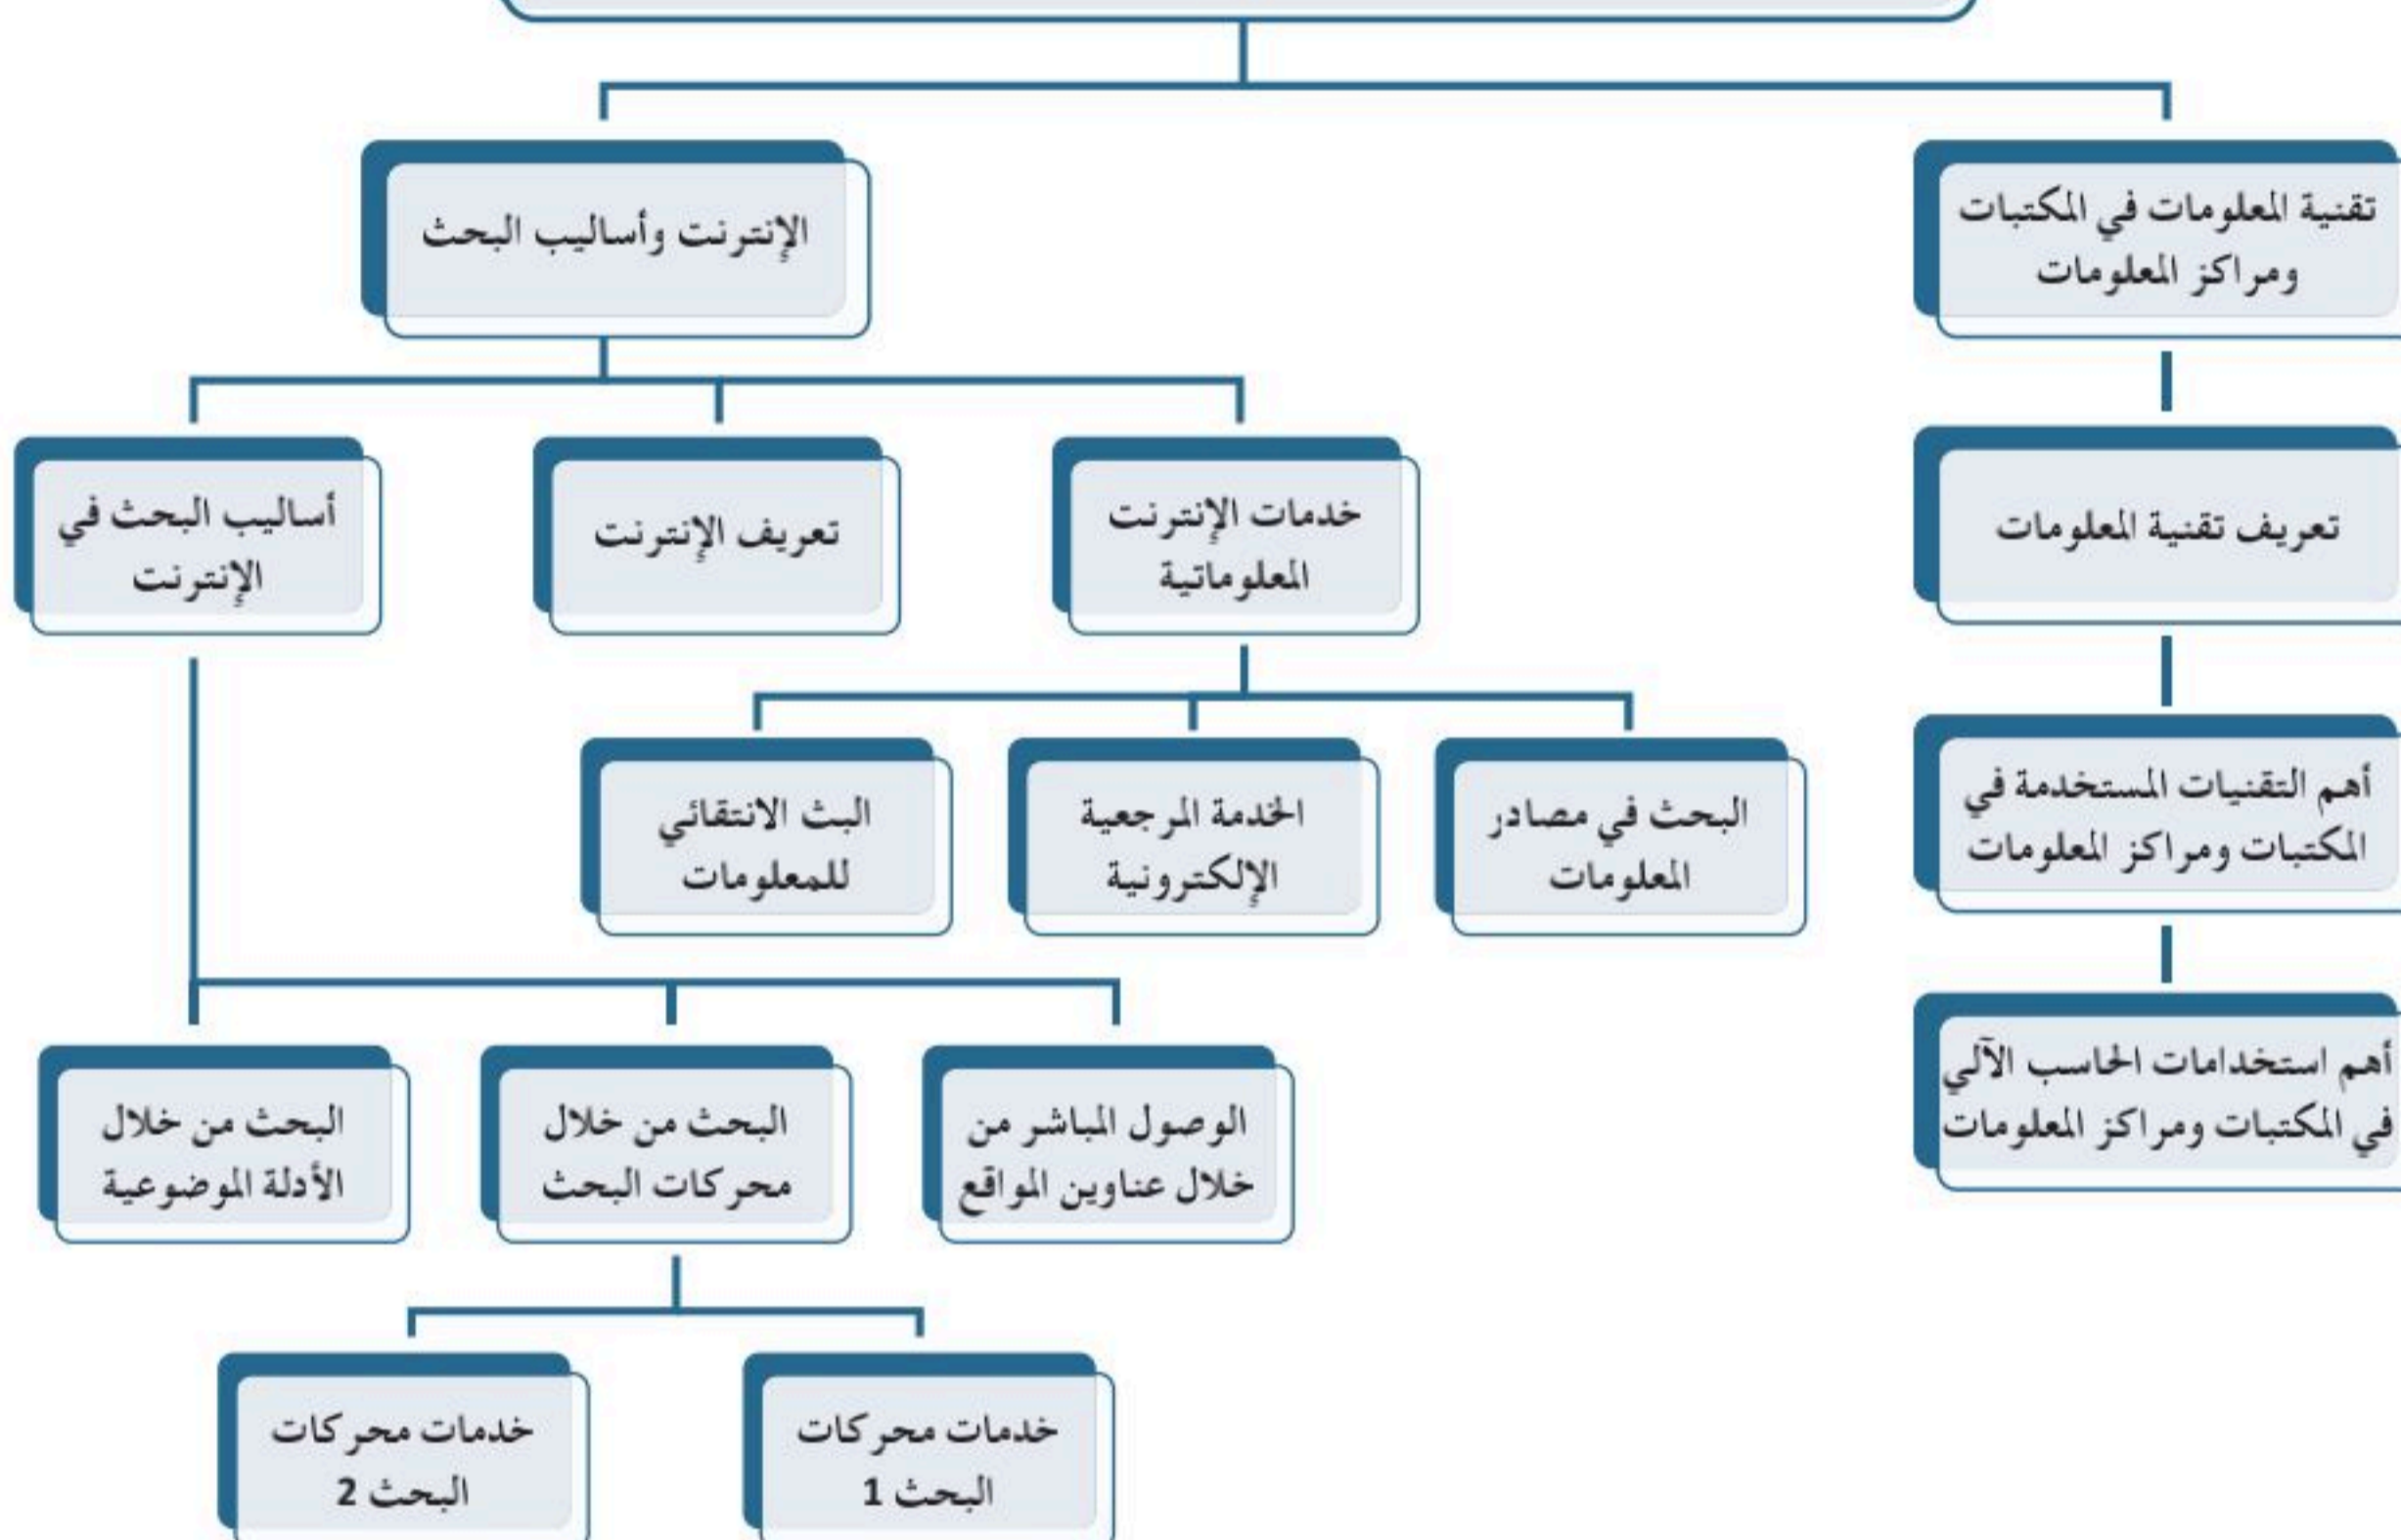 تقنية المعلومات في المكتبات
ومراكز المعلومات
الإنترنت وأساليب البحث
تعريف تقنية المعلومات
خدمات الإنترنت
المعلوماتية
تعريف الإنترنت
أساليب البحث في
الإنترنت
أهم التقنيات المستخدمة في
المكتبات ومراكز المعلومات
البحث في مصادر
المعلومات
الخدمة المرجعية
الإلكترونية
البث الانتقائي
للمعلومات
أهم استخدامات الحاسب الآلي
في المكتبات ومراكز المعلومات
الوصول المباشر من
خلال عناوين المواقع
البحث من خلال
محركات البحث
البحث من خلال
الأدلة الموضوعية
خدمات محركات
البحث 1
خدمات محركات
البحث 2